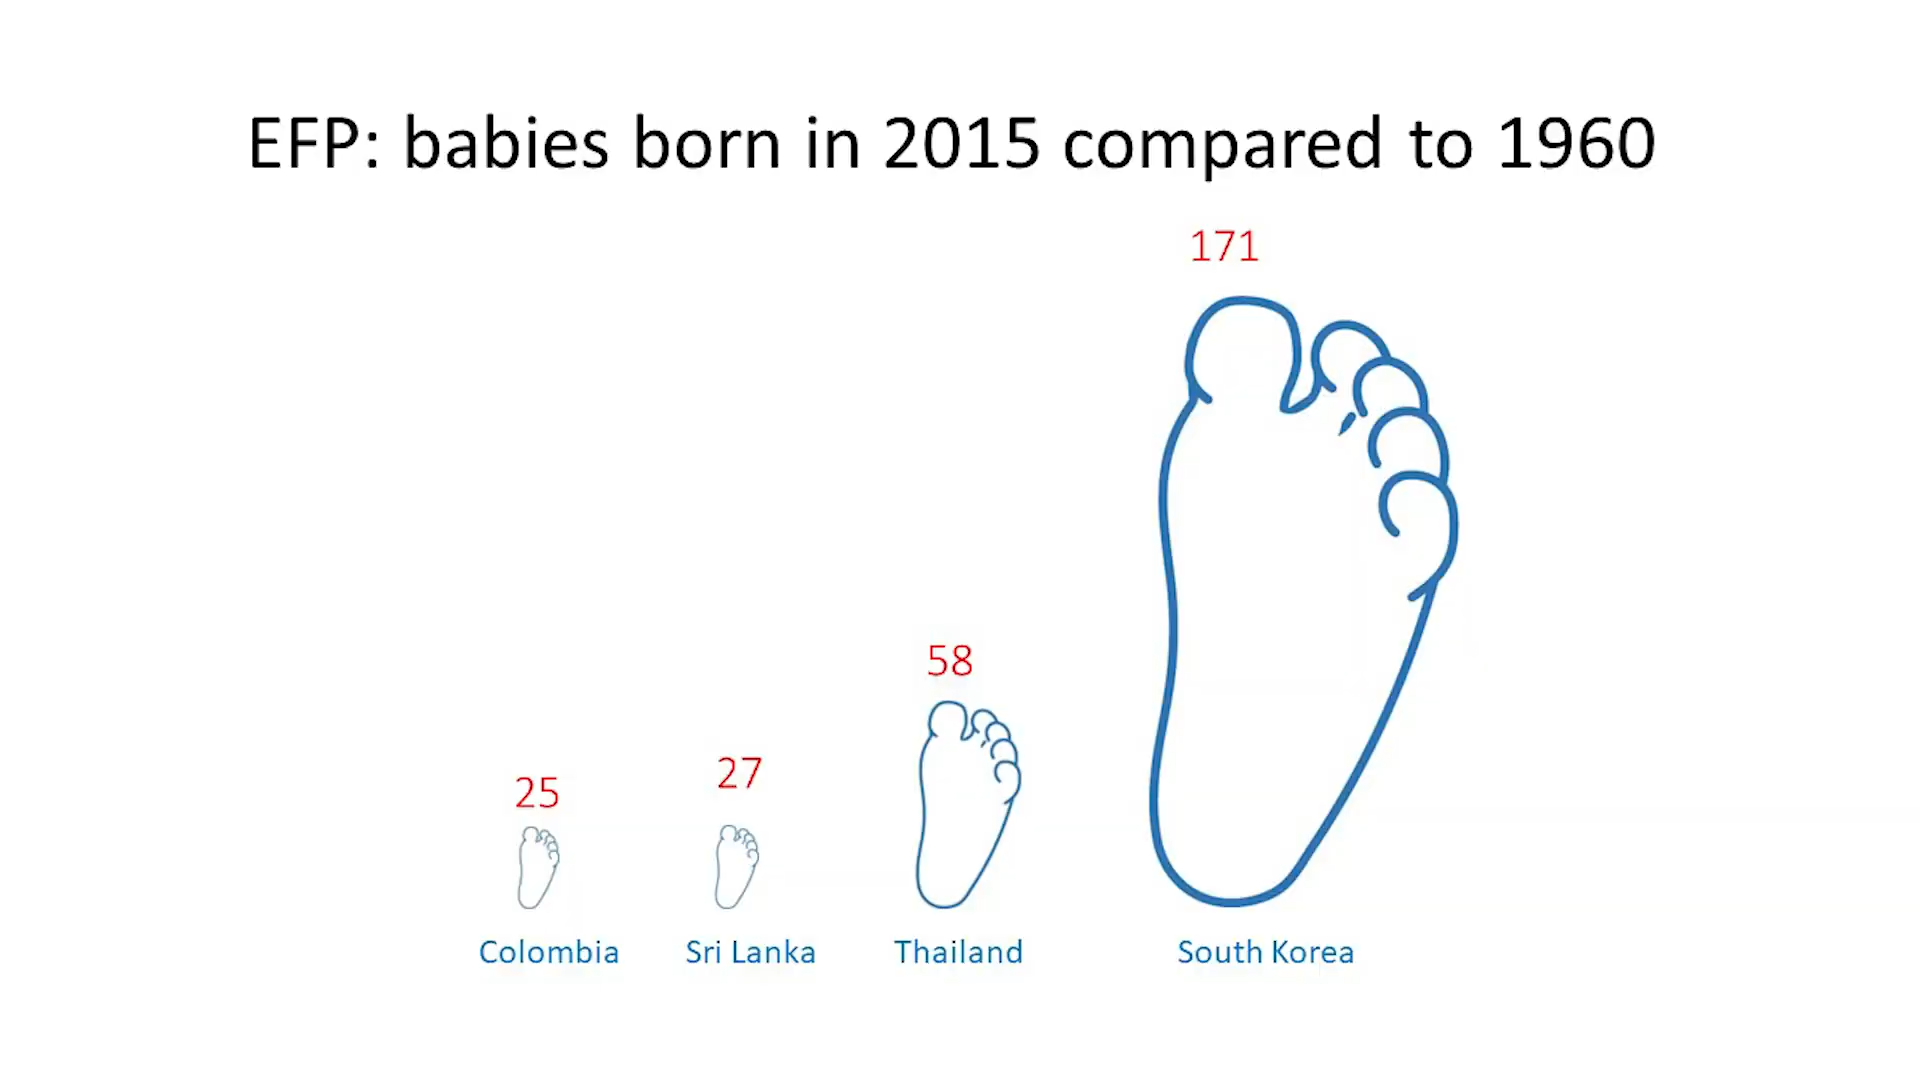 EFP: babies born in 2015 compared to 1960
171
58
27
25
Colombia
Sri Lanka
Thailand
South Korea